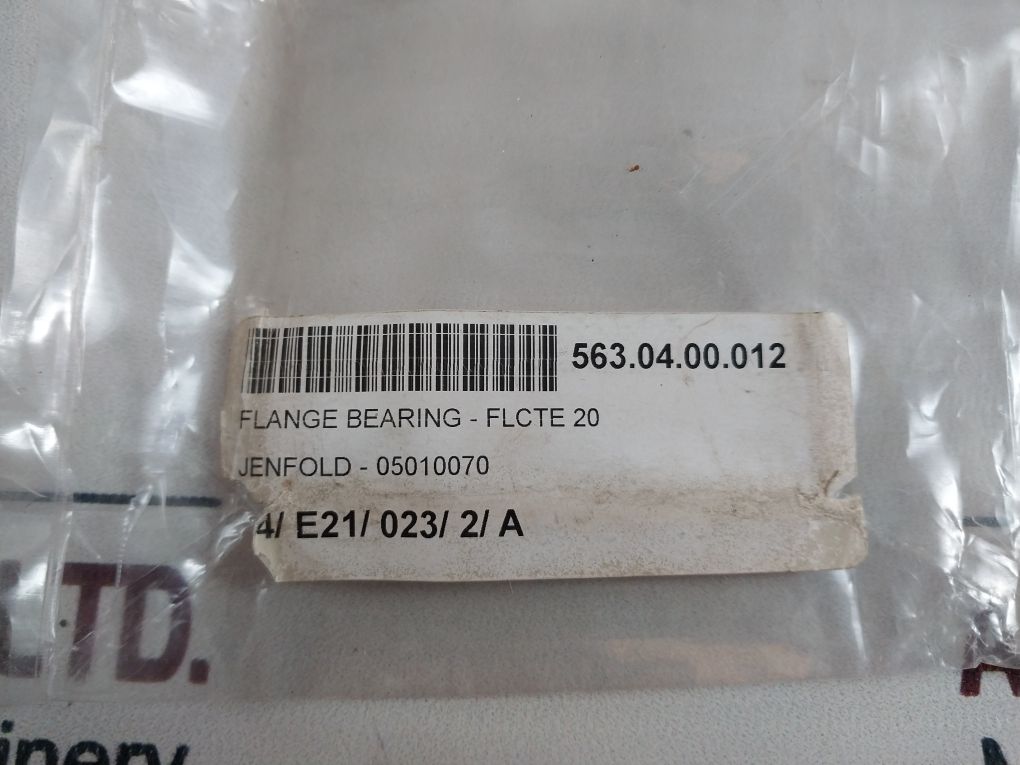 563.04.00.012
FLANGE BEARING - FLCTE 20
JENFOLD - 05010070
4/ E21/ 023/ 2/ A
LTD.